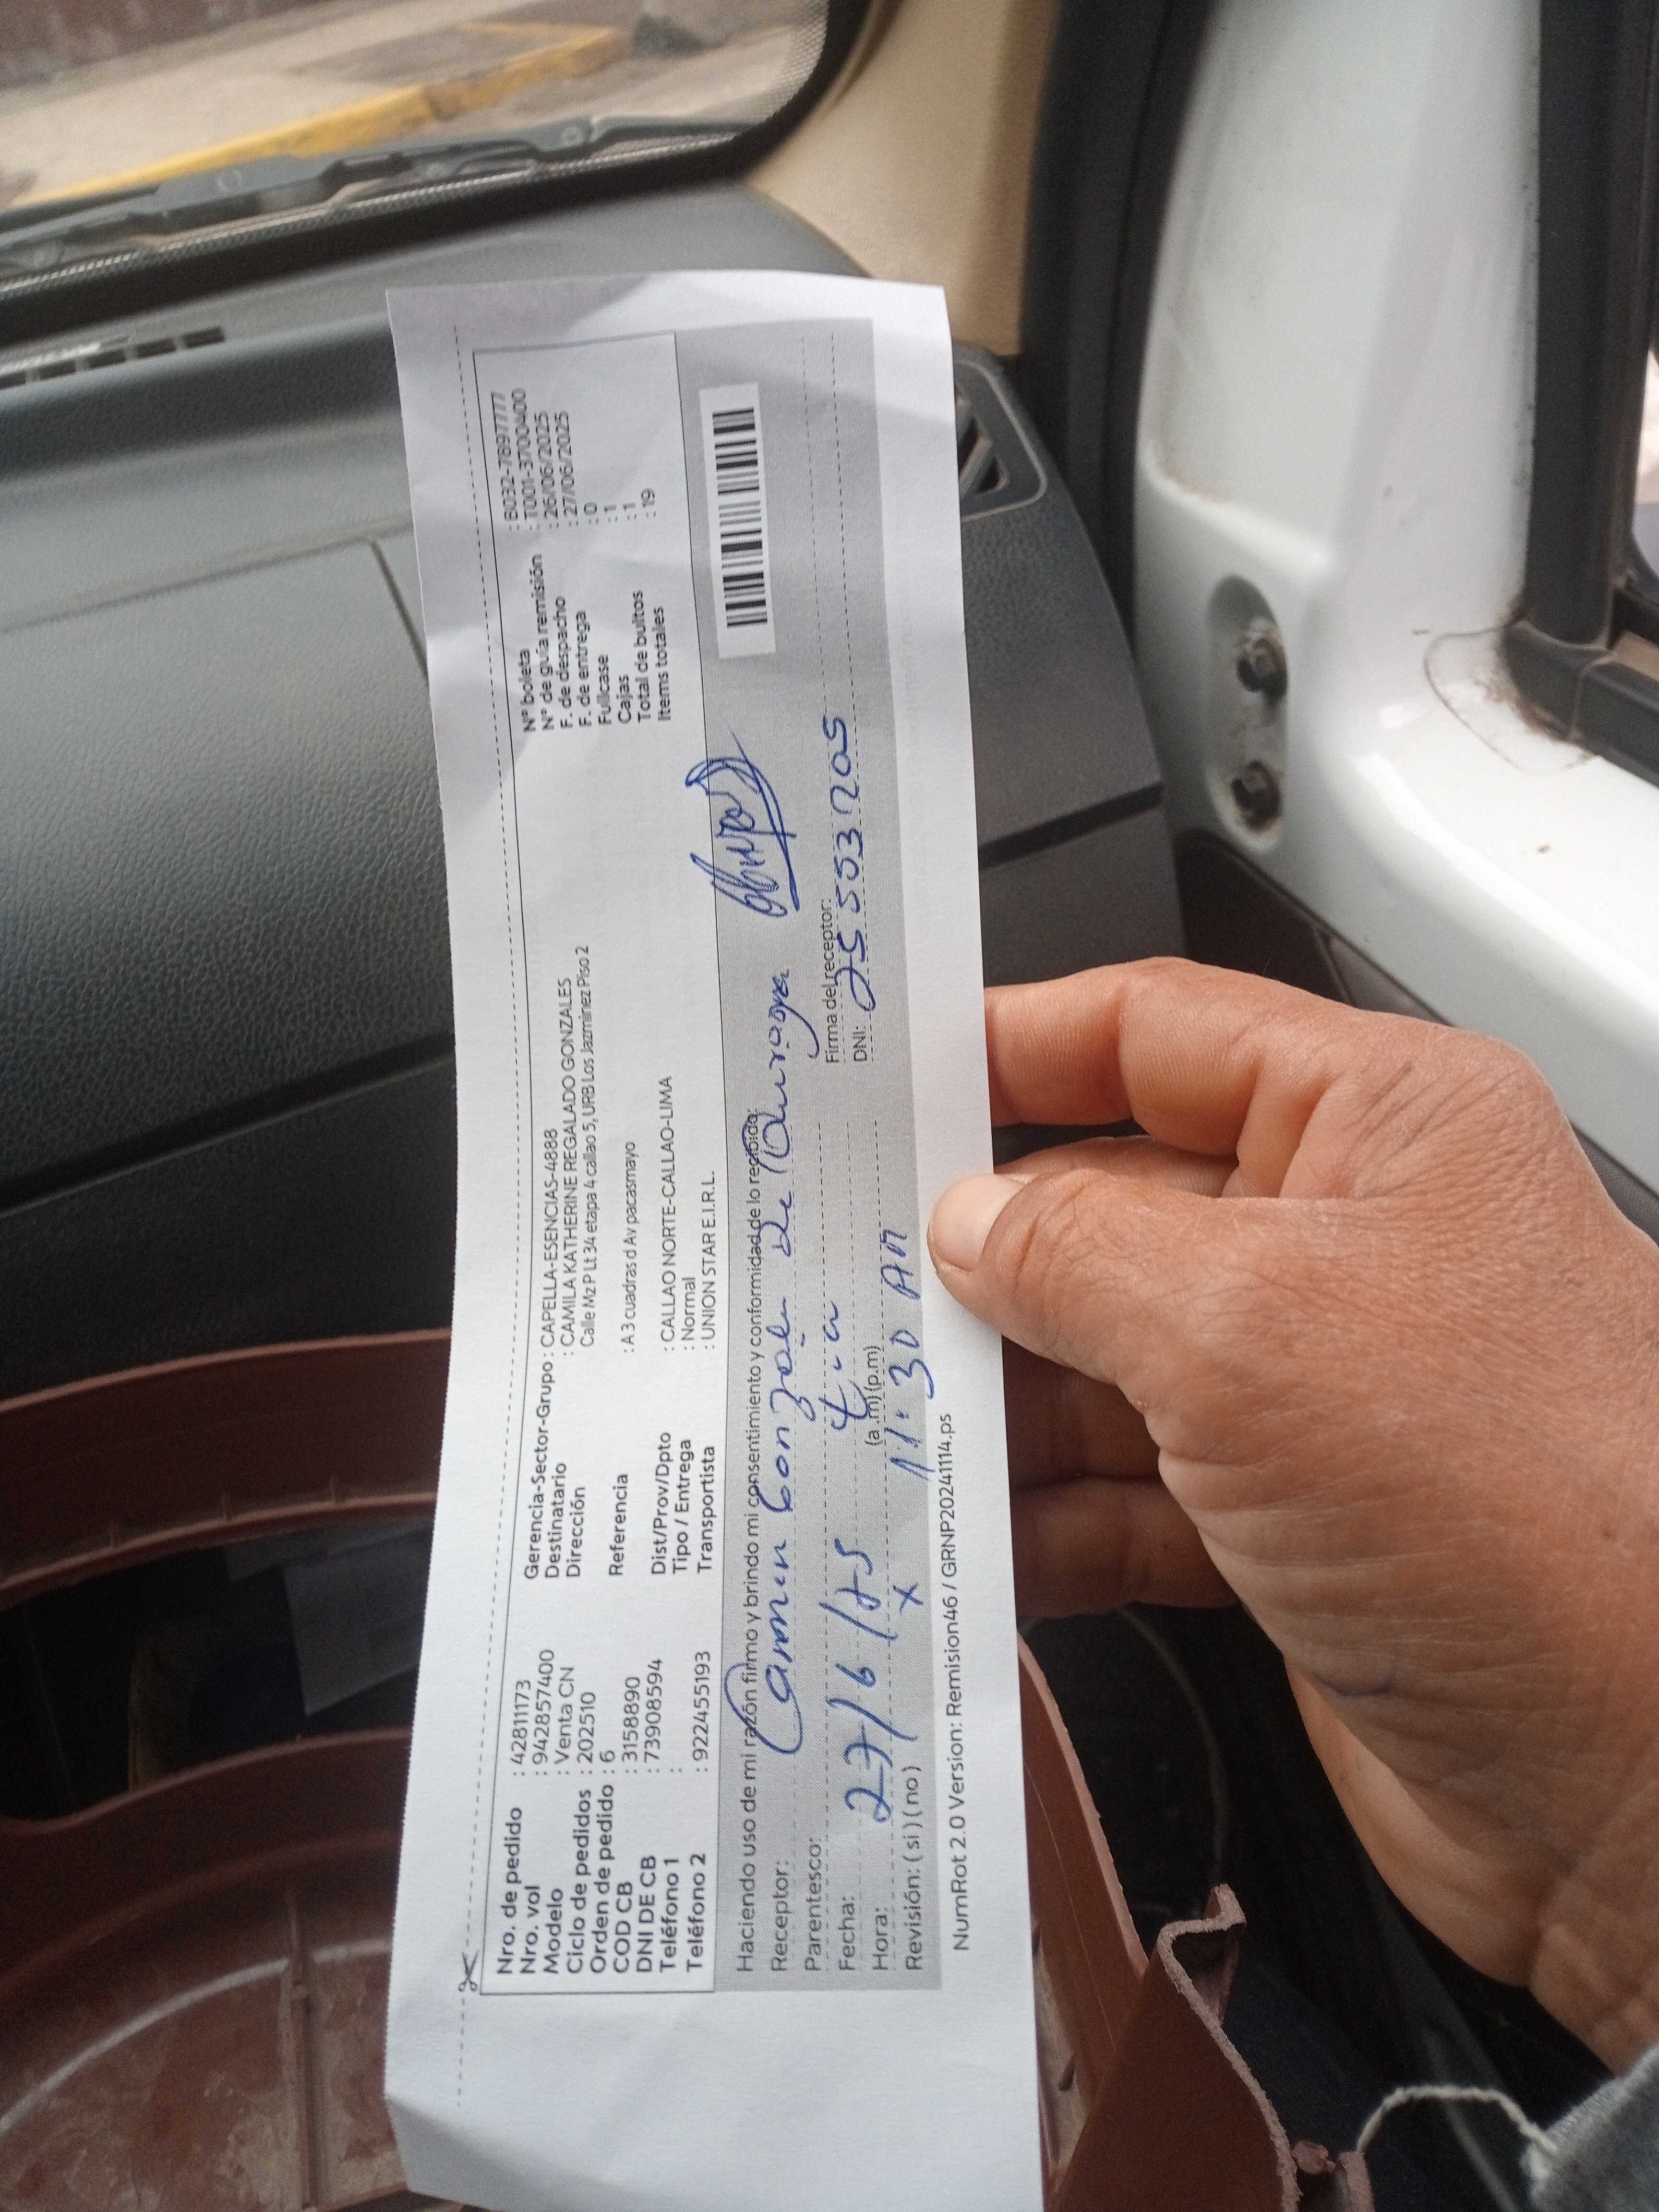 Nro. de pedido : 42811173
Nro. vol : 942857400
Modelo : Venta CN
Ciclo de pedidos : 202510
Orden de pedido : 6
COD CB : 3158890
DNI DE CB : 73908594
Teléfono 1 :
Teléfono 2 : 922455193
Gerencia-Sector-Grupo : CAPELLA-ESENCIAS-4888
Destinatario : CAMILA KATHERINE REGALADO GONZALES
Dirección Calle Mz P Lt 34 etapa 4 callao 5, URB Los Jazminez Piso 2
Referencia : A 3 cuadras d Av pacasmayo
Dist/Prov/Dpto : CALLAO NORTE-CALLAO-LIMA
Tipo / Entrega : Normal
Transportista : UNION STAR E.I.R.L.
Nº boleta : B032-7897777
Nº de guía remisión : T001-3700400
F. de despacho : 26/06/2025
F. de entrega : 27/06/2025
Fullcase : 0
Cajas : 1
Total de bultos : 1
Items totales : 19
Haciendo uso de mi razón firmo y brindo mi consentimiento y conformidad de lo recibido:
Receptor: Carmen Gonzales de
Parentesco: tia
Fecha: 27/6/25
Hora: 11:30 AM (a .m) (p.m)
Revisión: ( si ) ( no ) x
Firma del receptor:
DNI: 25553205
NumRot 2.0 Version: Remision46 / GRNP20241114.ps